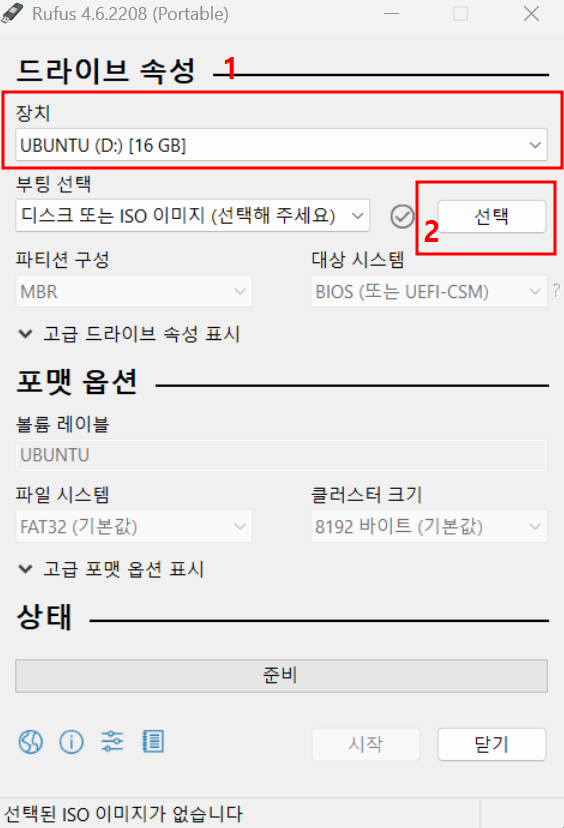 Rufus 4.6.2208 (Portable)
드라이브 속성 1
장치
UBUNTU (D:) [16 GB]
부팅 선택
디스크 또는 ISO 이미지 (선택해 주세요) 2 선택
파티션 구성 대상 시스템
MBR BIOS (또는 UEFI-CSM) ?
고급 드라이브 속성 표시
포맷 옵션
볼륨 레이블
UBUNTU
파일 시스템 클러스터 크기
FAT32 (기본값) 8192 바이트 (기본값)
고급 포맷 옵션 표시
상태
준비
시작 닫기
선택된 ISO 이미지가 없습니다